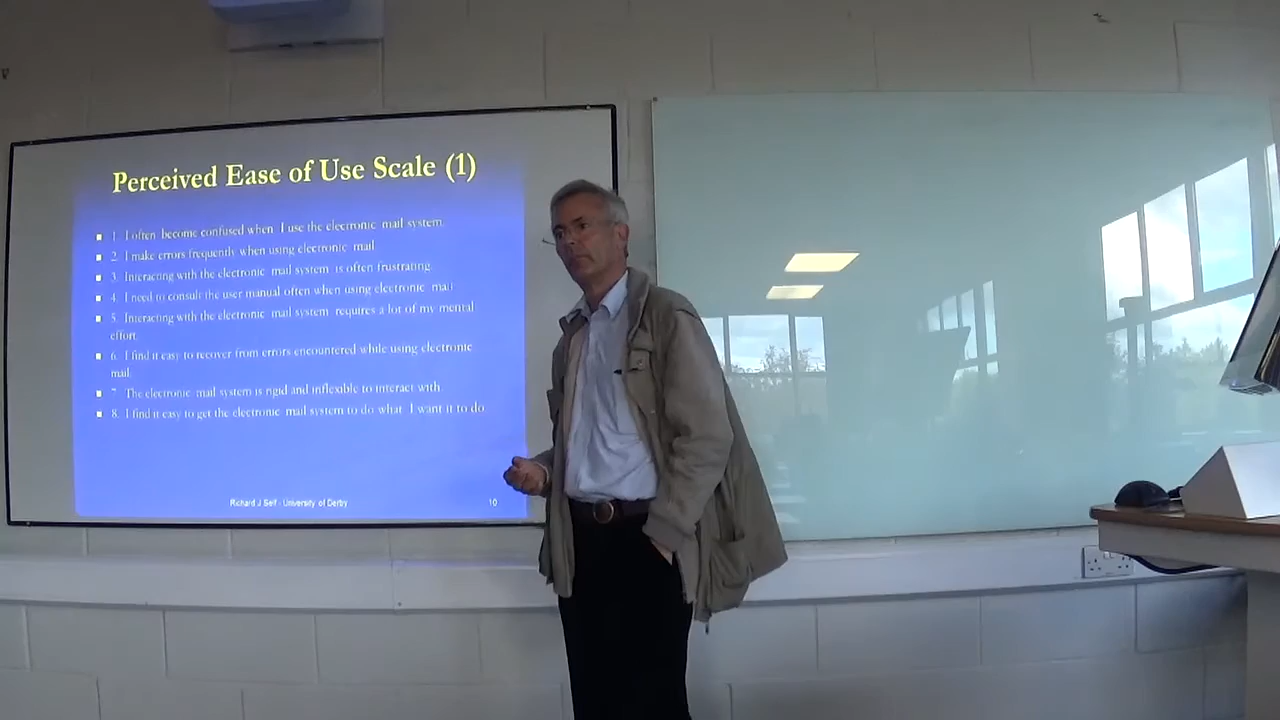 Perceived Ease of Use Scale (1)
1. I often become confused when I use the electronic mail system.
2. I make errors frequently when using electronic mail
3. Interacting with the electronic mail system is often frustrating.
4. I need to consult the user manual often when using electronic mail
5. Interacting with the electronic mail system requires a lot of my mental
effort.
6. I find it easy to recover from errors encountered while using electronic
mail.
7. The electronic mail system is rigid and inflexible to interact with.
8. I find it easy to get the electronic mail system to do what I want it to do.
Richard J Self - University of Derby
10